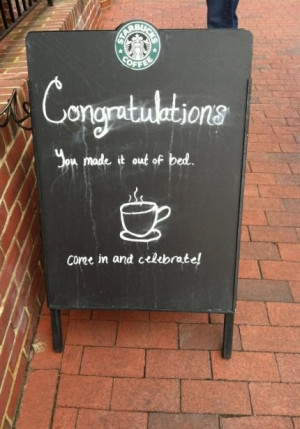 STARBUCKS
COFFEE
Congratulations
You made it out of bed.
come in and celebrate!